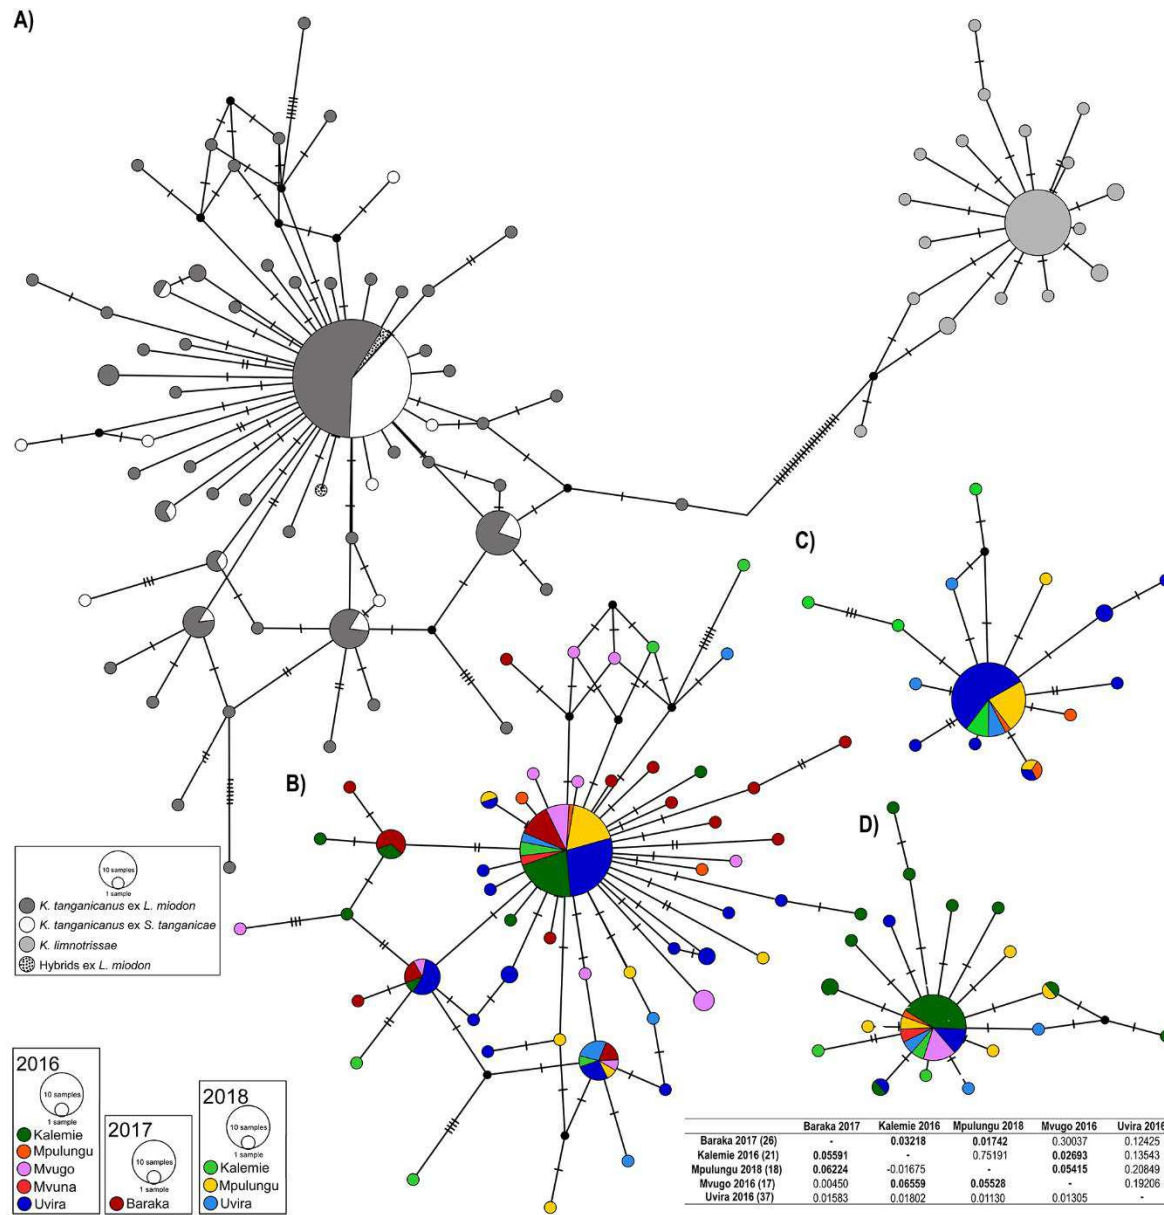 A)
C)
B)
D)
10 samples
1 sample
K. tanganicanus ex L. miodon
K. tanganicanus ex S. tanganicae
K. limnotrissae
Hybrids ex L. miodon
2016
10 samples
1 sample
Kalemie
Mpulungu
Mvugo
Mvuna
Uvira
2017
10 samples
1 sample
Baraka
2018
10 samples
1 sample
Kalemie
Mpulungu
Uvira
Baraka 2017 Kalemie 2016 Mpulungu 2018 Mvugo 2016 Uvira 2016
Baraka 2017 (26) - 0.03218 0.01742 0.30037 0.12425
Kalemie 2016 (21) 0.05591 - 0.75191 0.02693 0.13543
Mpulungu 2018 (18) 0.06224 -0.01675 - 0.05415 0.20849
Mvugo 2016 (17) 0.00450 0.06559 0.05528 - 0.19206
Uvira 2016 (37) 0.01583 0.01802 0.01130 0.01305 -